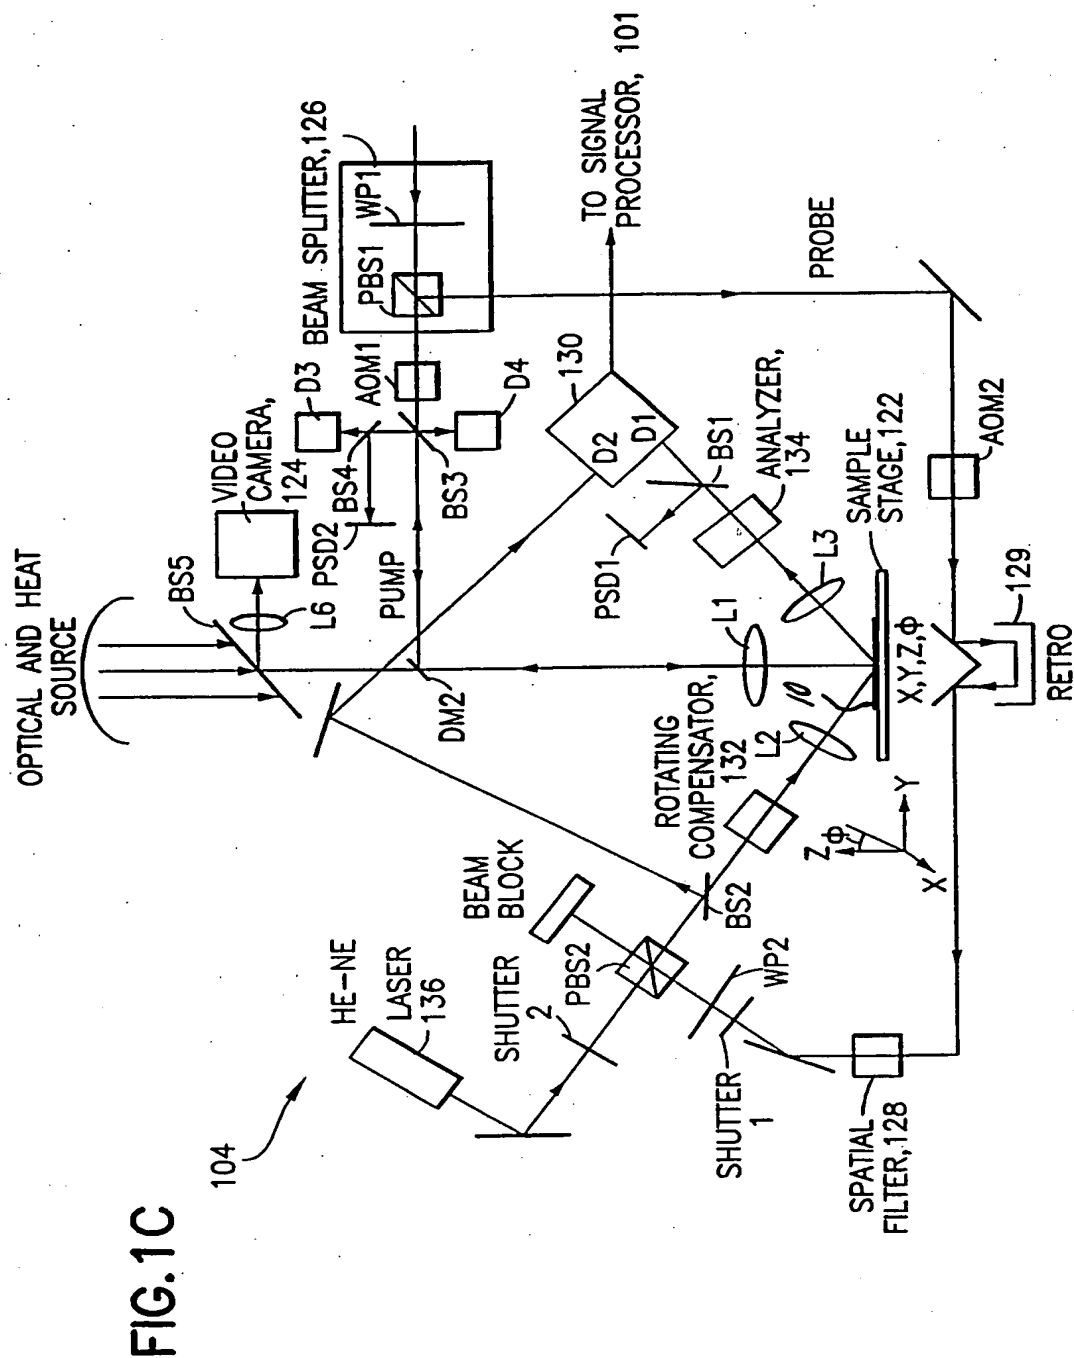 FIG.1C
104
OPTICAL AND HEAT
SOURCE
BS5
VIDEO
CAMERA,
124
L6
D3
BEAM SPLITTER,126
WP1
PBS1
AOM1
PSD2
BS4
BS3
D4
PUMP
DM2
130
D2
D1
TO SIGNAL
PROCESSOR, 101
PROBE
HE-NE
LASER
136
SHUTTER
2
BEAM
BLOCK
PBS2
BS2
ROTATING
COMPENSATOR,
132
L2
10
L1
L3
PSD1
BS1
ANALYZER,
134
SAMPLE
STAGE,122
X,Y,Z,Φ
AOM2
129
RETRO
Z
Φ
Y
X
WP2
SHUTTER
1
SPATIAL
FILTER,128